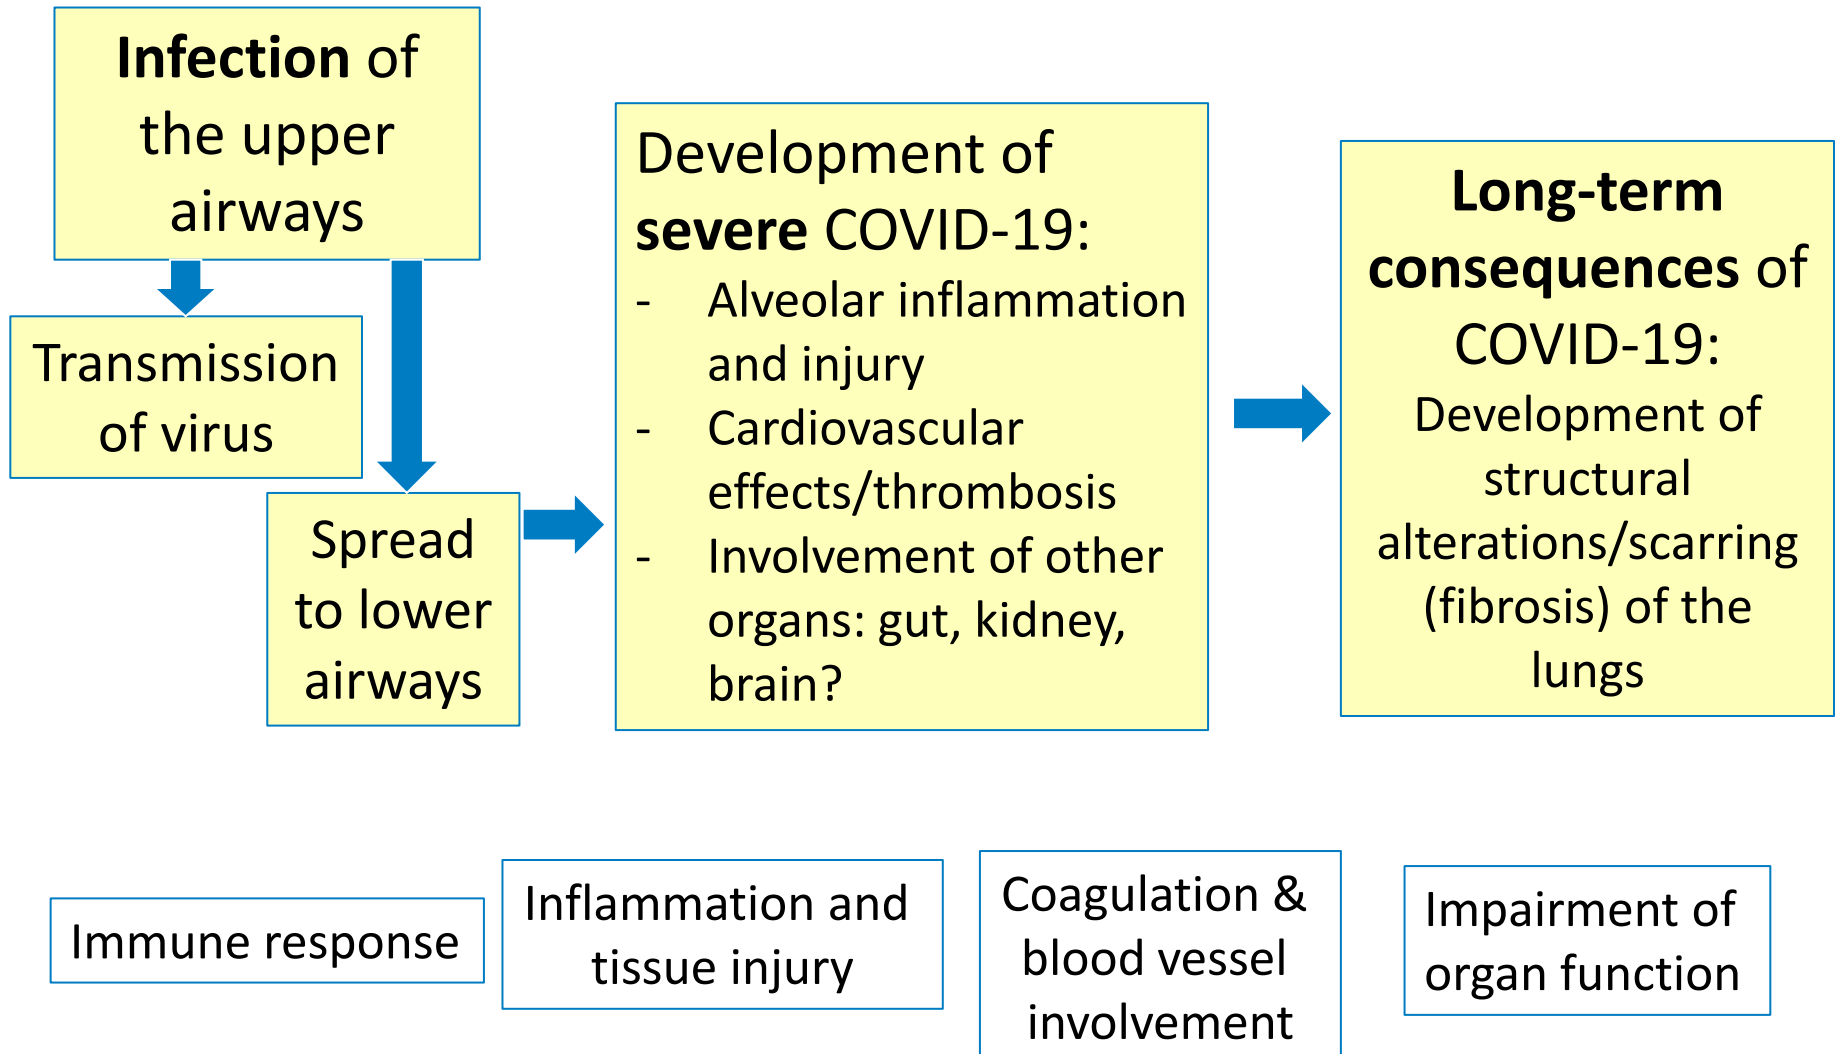 Infection of
the upper
airways
Transmission
of virus
Spread
to lower
airways
Development of
severe COVID-19:
- Alveolar inflammation
and injury
- Cardiovascular
effects/thrombosis
- Involvement of other
organs: gut, kidney,
brain?
Long-term
consequences of
COVID-19:
Development of
structural
alterations/scarring
(fibrosis) of the
lungs
Immune response
Inflammation and
tissue injury
Coagulation &
blood vessel
involvement
Impairment of
organ function